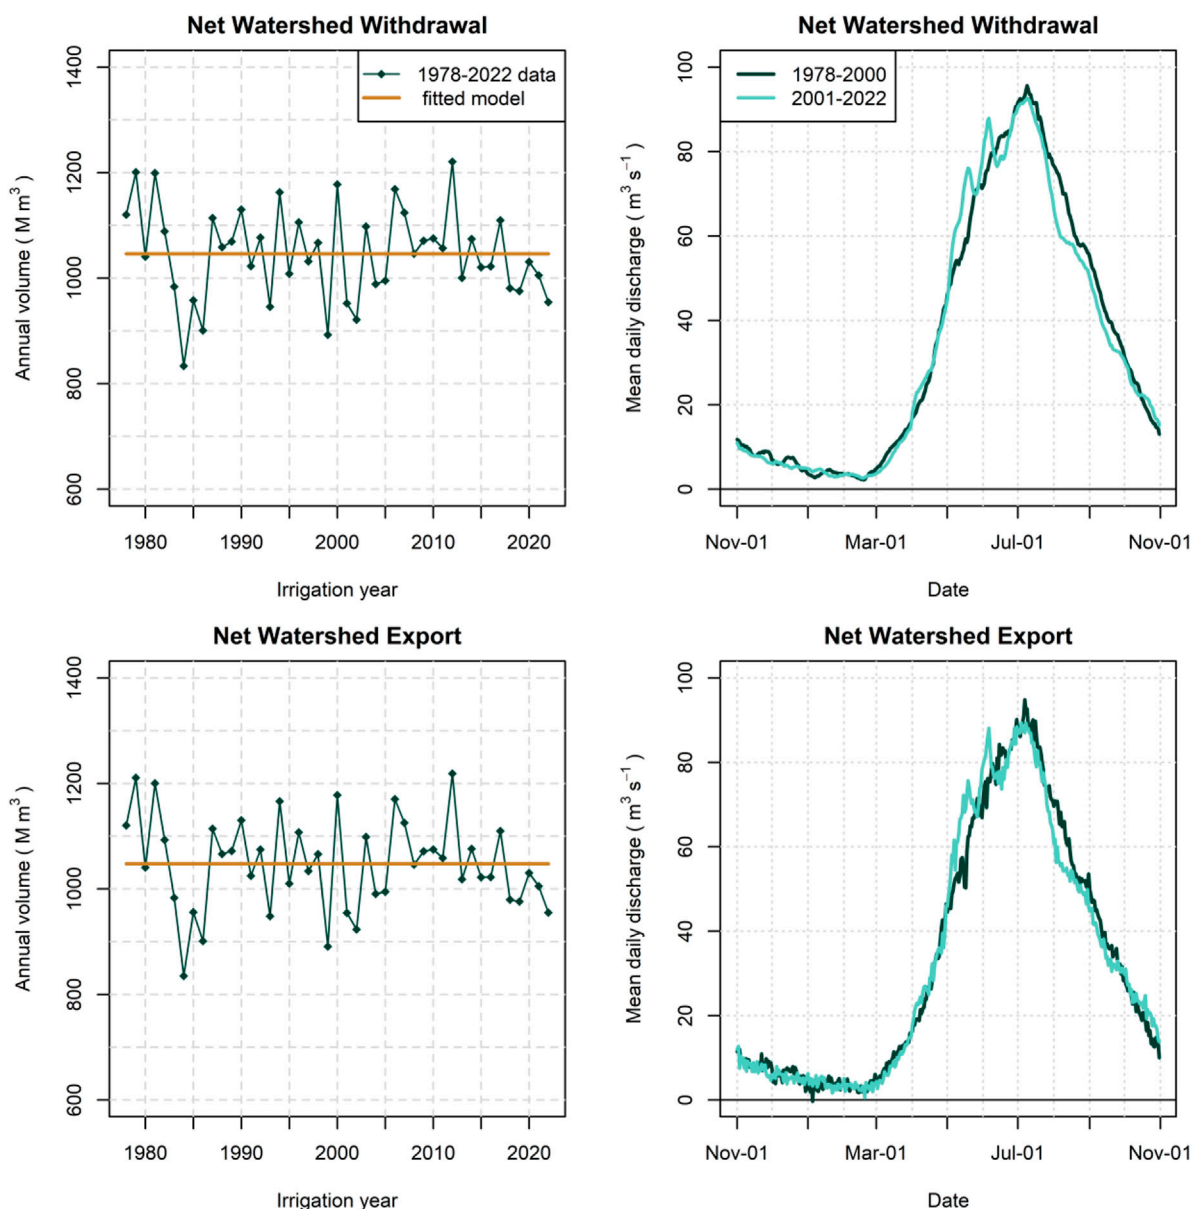 Net Watershed Withdrawal
Annual volume ( M m³ )
1400
1200
1000
800
600
1978-2022 data
fitted model
1980
1990
2000
2010
2020
Irrigation year
Net Watershed Withdrawal
Mean daily discharge ( m³ s⁻¹ )
100
80
60
40
20
0
1978-2000
2001-2022
Nov-01
Mar-01
Jul-01
Nov-01
Date
Net Watershed Export
Annual volume ( M m³ )
1400
1200
1000
800
600
1980
1990
2000
2010
2020
Irrigation year
Net Watershed Export
Mean daily discharge ( m³ s⁻¹ )
100
80
60
40
20
0
Nov-01
Mar-01
Jul-01
Nov-01
Date